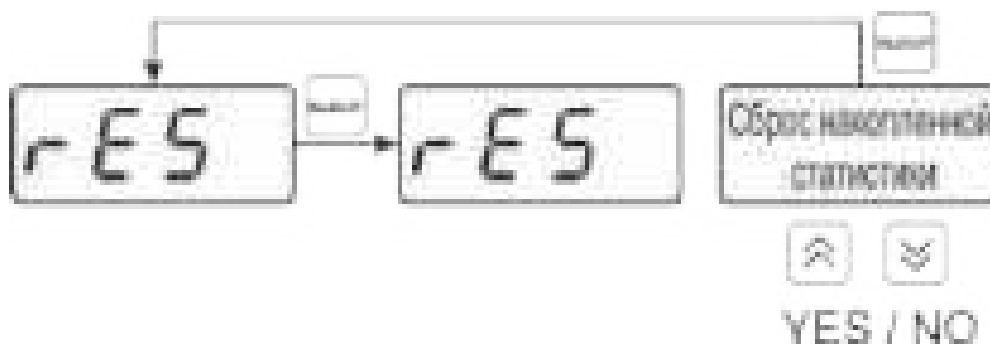 rES
rES
Сброс накопленной
статистики
YES / NO